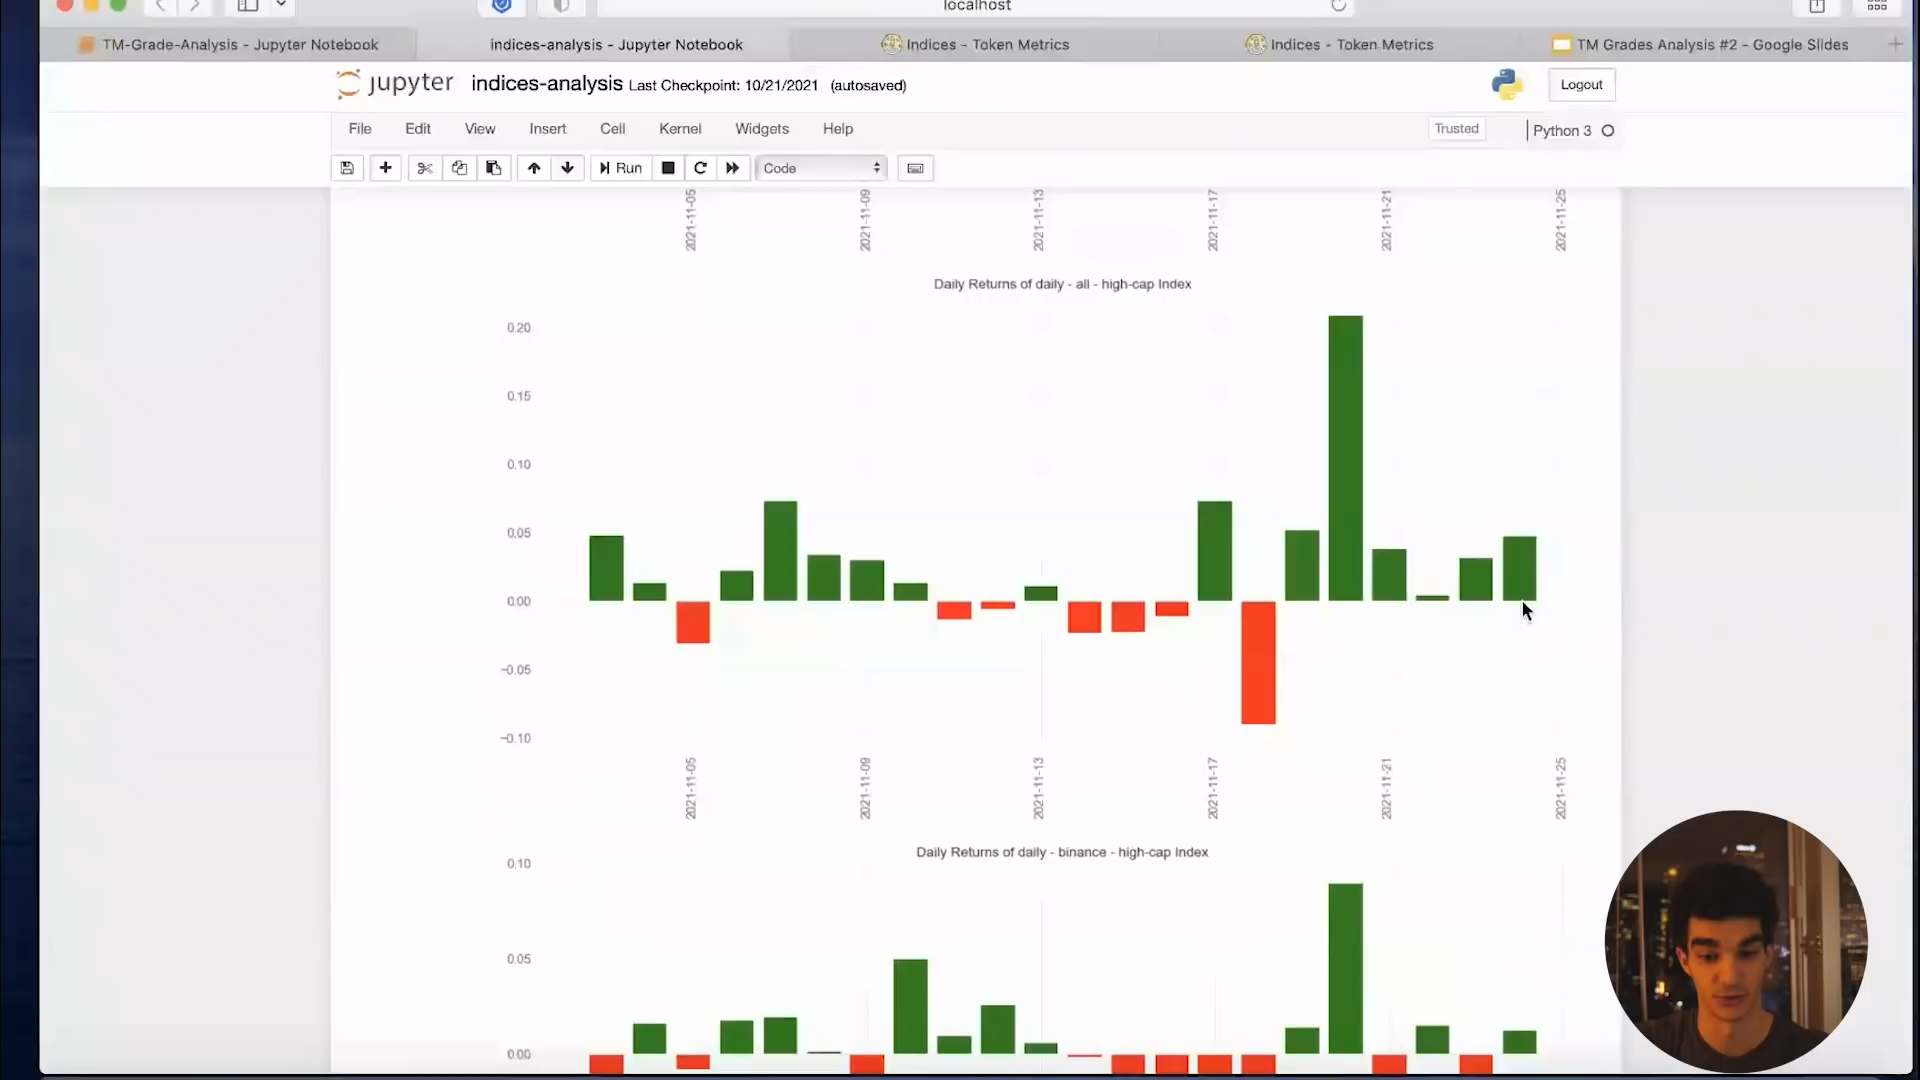 localhost
TM-Grade-Analysis - Jupyter Notebook
indices-analysis - Jupyter Notebook
Indices - Token Metrics
Indices - Token Metrics
TM Grades Analysis #2 - Google Slides
jupyter indices-analysis Last Checkpoint: 10/21/2021 (autosaved)
Logout
File Edit View Insert Cell Kernel Widgets Help
Trusted
Python 3
Run
Code
2021-11-05
2021-11-09
2021-11-13
2021-11-17
2021-11-21
2021-11-25
Daily Returns of daily - all - high-cap Index
0.20
0.15
0.10
0.05
0.00
−0.05
−0.10
2021-11-05
2021-11-09
2021-11-13
2021-11-17
2021-11-21
2021-11-25
Daily Returns of daily - binance - high-cap Index
0.10
0.05
0.00